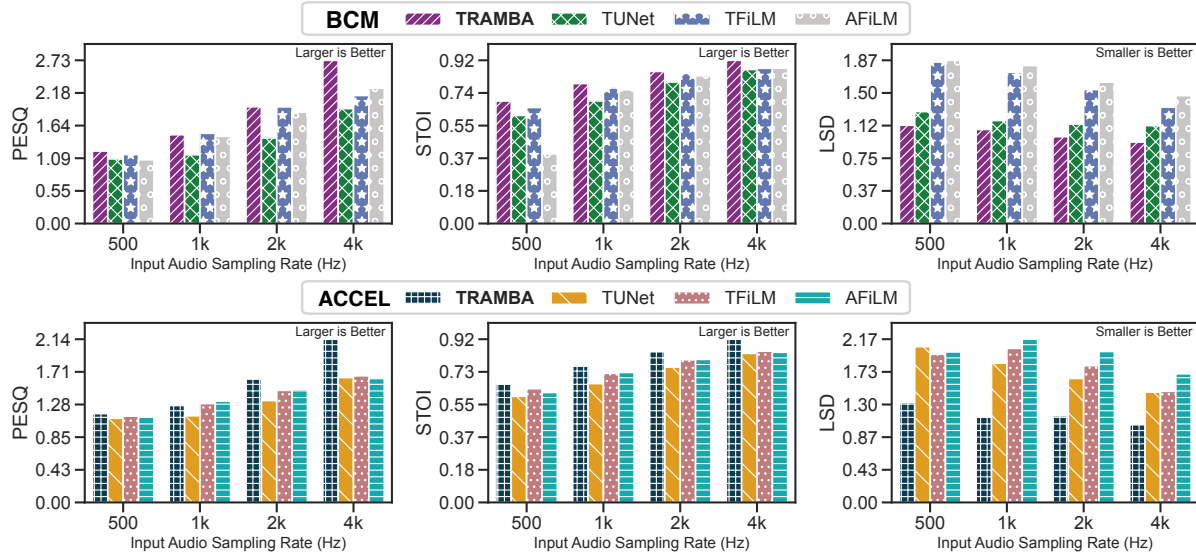 BCM TRAMBA TUNet TFiLM AFiLM
Larger is Better
PESQ
2.73
2.18
1.64
1.09
0.55
0.00
500 1k 2k 4k
Input Audio Sampling Rate (Hz)
Larger is Better
STOI
0.92
0.74
0.55
0.37
0.18
0.00
500 1k 2k 4k
Input Audio Sampling Rate (Hz)
Smaller is Better
LSD
1.87
1.50
1.12
0.75
0.37
0.00
500 1k 2k 4k
Input Audio Sampling Rate (Hz)
ACCEL TRAMBA TUNet TFiLM AFiLM
Larger is Better
PESQ
2.14
1.71
1.28
0.85
0.43
0.00
500 1k 2k 4k
Input Audio Sampling Rate (Hz)
Larger is Better
STOI
0.92
0.73
0.55
0.37
0.18
0.00
500 1k 2k 4k
Input Audio Sampling Rate (Hz)
Smaller is Better
LSD
2.17
1.73
1.30
0.87
0.43
0.00
500 1k 2k 4k
Input Audio Sampling Rate (Hz)